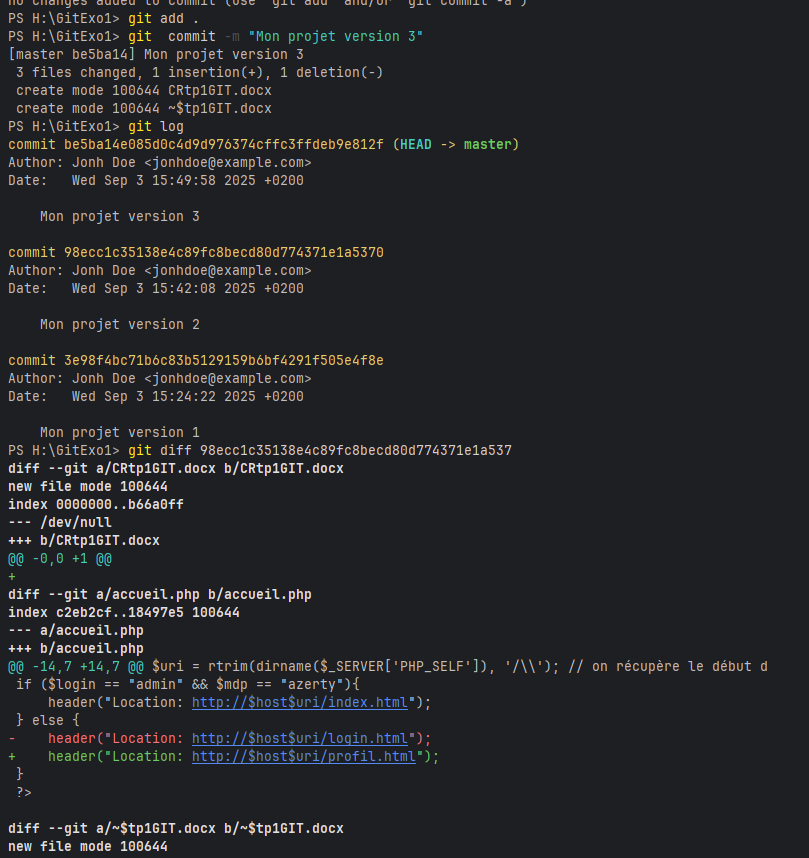 no changes added to commit (use "git add" and/or "git commit -a")
PS H:\GitExo1> git add .
PS H:\GitExo1> git  commit -m "Mon projet version 3"
[master be5ba14] Mon projet version 3
 3 files changed, 1 insertion(+), 1 deletion(-)
 create mode 100644 CRtp1GIT.docx
 create mode 100644 ~$tp1GIT.docx
PS H:\GitExo1> git log
commit be5ba14e085d0c4d9d976374cffc3ffdeb9e812f (HEAD -> master)
Author: Jonh Doe <jonhdoe@example.com>
Date:   Wed Sep 3 15:49:58 2025 +0200
    Mon projet version 3
commit 98ecc1c35138e4c89fc8becd80d774371e1a5370
Author: Jonh Doe <jonhdoe@example.com>
Date:   Wed Sep 3 15:42:08 2025 +0200
    Mon projet version 2
commit 3e98f4bc71b6c83b5129159b6bf4291f505e4f8e
Author: Jonh Doe <jonhdoe@example.com>
Date:   Wed Sep 3 15:24:22 2025 +0200
    Mon projet version 1
PS H:\GitExo1> git diff 98ecc1c35138e4c89fc8becd80d774371e1a537
diff --git a/CRtp1GIT.docx b/CRtp1GIT.docx
new file mode 100644
index 0000000..b66a0ff
--- /dev/null
+++ b/CRtp1GIT.docx
@@ -0,0 +1 @@
+
diff --git a/accueil.php b/accueil.php
index c2eb2cf..18497e5 100644
--- a/accueil.php
+++ b/accueil.php
@@ -14,7 +14,7 @@ $uri = rtrim(dirname($_SERVER['PHP_SELF']), '/\\'); // on récupère le début d
 if ($login == "admin" && $mdp == "azerty"){
     header("Location: http://$host$uri/index.html");
 } else {
-    header("Location: http://$host$uri/login.html");
+    header("Location: http://$host$uri/profil.html");
 }
 ?>
diff --git a/~$tp1GIT.docx b/~$tp1GIT.docx
new file mode 100644